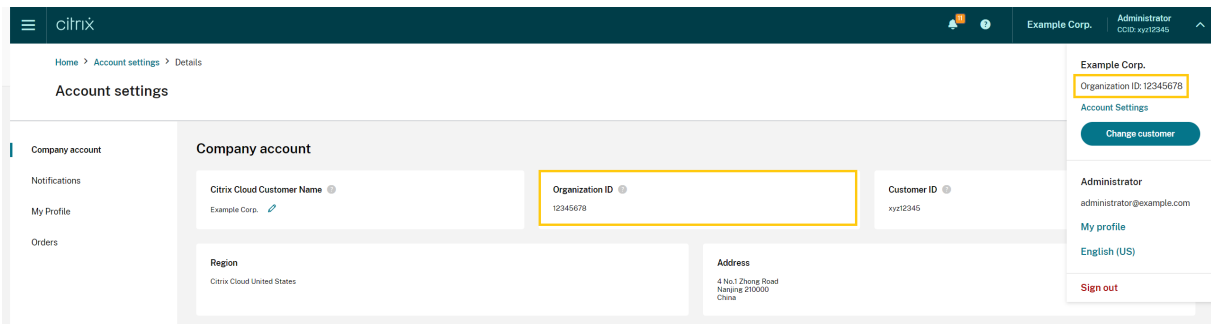 citrix
11
?
Example Corp.
Administrator
CCID: xyz12345
Home > Account settings > Details
Account settings
Example Corp.
Organization ID: 12345678
Account Settings
Change customer
Administrator
administrator@example.com
My profile
English (US)
Sign out
Company account
Notifications
My Profile
Orders
Company account
Citrix Cloud Customer Name ?
Example Corp.
Organization ID ?
12345678
Customer ID ?
xyz12345
Region
Citrix Cloud United States
Address
4 No.1 Zhong Road
Nanjing 210000
China